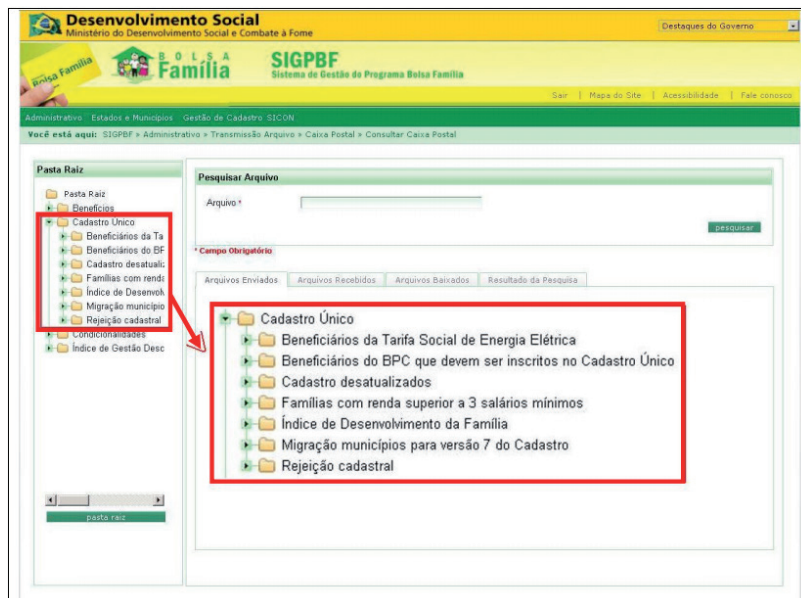 Desenvolvimento Social
Ministério do Desenvolvimento Social e Combate à Fome
Destaques do Governo
Bolsa Família
BOLSA
Família
SIGPBF
Sistema de Gestão do Programa Bolsa Família
Sair | Mapa do Site | Acessibilidade | Fale conosco
Administrativo Estados e Municípios Gestão de Cadastro SICON
Você está aqui: SIGPBF » Administrativo » Transmissão Arquivo » Caixa Postal » Consultar Caixa Postal
Pasta Raiz
Pasta Raiz
Benefícios
Cadastro Único
Beneficiários da Ta
Beneficiários do BF
Cadastro desatuali:
Famílias com renda
Índice de Desenvol
Migração município
Rejeição cadastral
Condicionalidades
Índice de Gestão Desc
pasta raiz
Pesquisar Arquivo
Arquivo *
pesquisar
* Campo Obrigatório
Arquivos Enviados Arquivos Recebidos Arquivos Baixados Resultado da Pesquisa
Cadastro Único
Beneficiários da Tarifa Social de Energia Elétrica
Beneficiários do BPC que devem ser inscritos no Cadastro Único
Cadastro desatualizados
Famílias com renda superior a 3 salários mínimos
Índice de Desenvolvimento da Família
Migração municípios para versão 7 do Cadastro
Rejeição cadastral